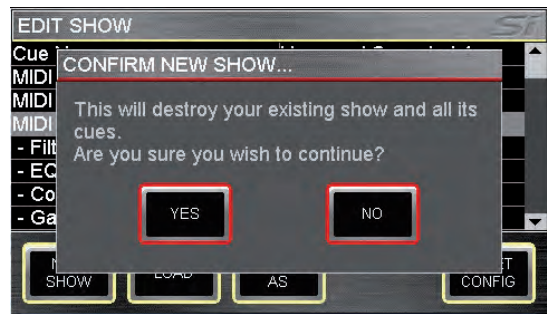 EDIT SHOW
Si
Cue
CONFIRM NEW SHOW...
MIDI
MIDI
MIDI
This will destroy your existing show and all its
cues.
Are you sure you wish to continue?
- Filt
- EQ
- Co
- Ga
YES
NO
SHOW
LOAD
AS
CONFIG